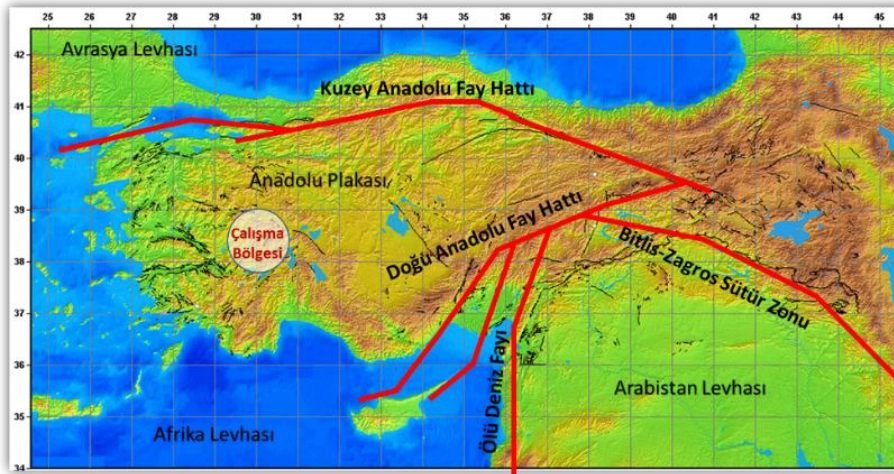 25 26 27 28 29 30 31 32 33 34 35 36 37 38 39 40 41 42 43 44 45
42
41
40
39
38
37
36
35
34
Avrasya Levhası
Kuzey Anadolu Fay Hattı
Anadolu Plakası
Çalışma
Bölgesi
Doğu Anadolu Fay Hattı
Bitlis-Zagros Sütür Zonu
Ölü Deniz Fayı
Arabistan Levhası
Afrika Levhası